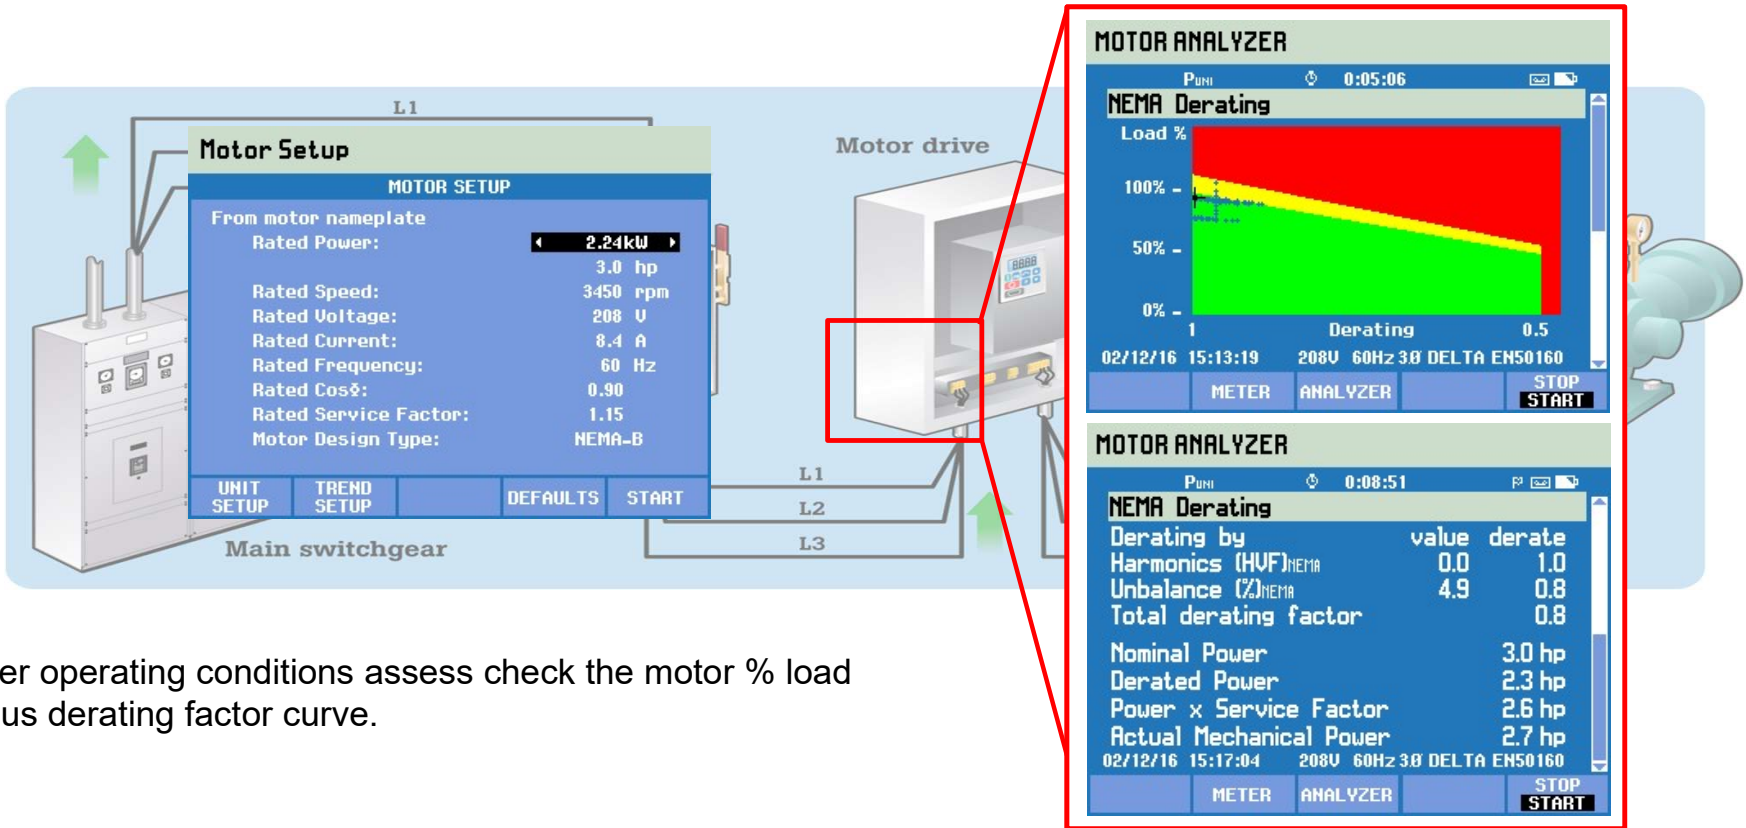 L1
Motor Setup
MOTOR SETUP
From motor nameplate
Rated Power: 2.24kW
3.0 hp
Rated Speed: 3450 rpm
Rated Voltage: 208 V
Rated Current: 8.4 A
Rated Frequency: 60 Hz
Rated CosΦ: 0.90
Rated Service Factor: 1.15
Motor Design Type: NEMA-B
UNIT SETUP TREND SETUP DEFAULTS START
Main switchgear
L1
L2
L3
Motor drive
8888
MOTOR ANALYZER
PUNI 0:05:06
NEMA Derating
Load %
100%
50%
0%
1 Derating 0.5
02/12/16 15:13:19 208V 60Hz 3Ø DELTA EN50160
METER ANALYZER STOP START
MOTOR ANALYZER
PUNI 0:08:51
NEMA Derating
Derating by value derate
Harmonics (HVF)NEMA 0.0 1.0
Unbalance (%)NEMA 4.9 0.8
Total derating factor 0.8
Nominal Power 3.0 hp
Derated Power 2.3 hp
Power x Service Factor 2.6 hp
Actual Mechanical Power 2.7 hp
02/12/16 15:17:04 208V 60Hz 3Ø DELTA EN50160
METER ANALYZER STOP START
er operating conditions assess check the motor % load
us derating factor curve.